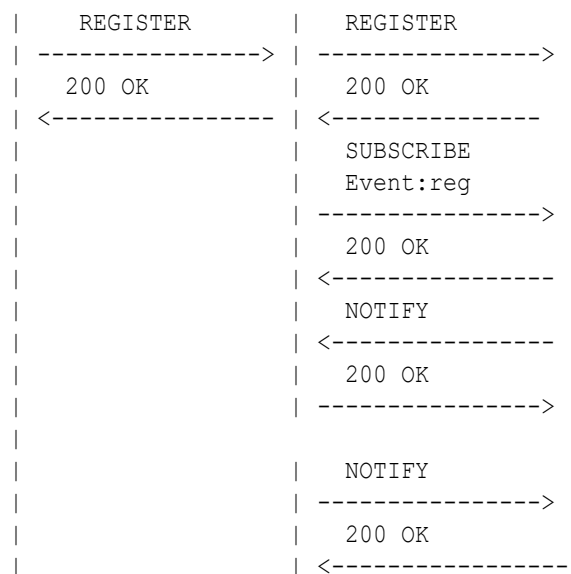 |    REGISTER      |   REGISTER
| ----------------> | ---------------->
|   200 OK         |   200 OK
| <---------------- | <---------------
|                  |   SUBSCRIBE
|                  |   Event:reg
|                  | ---------------->
|                  |   200 OK
|                  | <----------------
|                  |   NOTIFY
|                  | <----------------
|                  |   200 OK
|                  | ---------------->
|
|                  |   NOTIFY
|                  | ---------------->
|                  |   200 OK
|                  | <-----------------